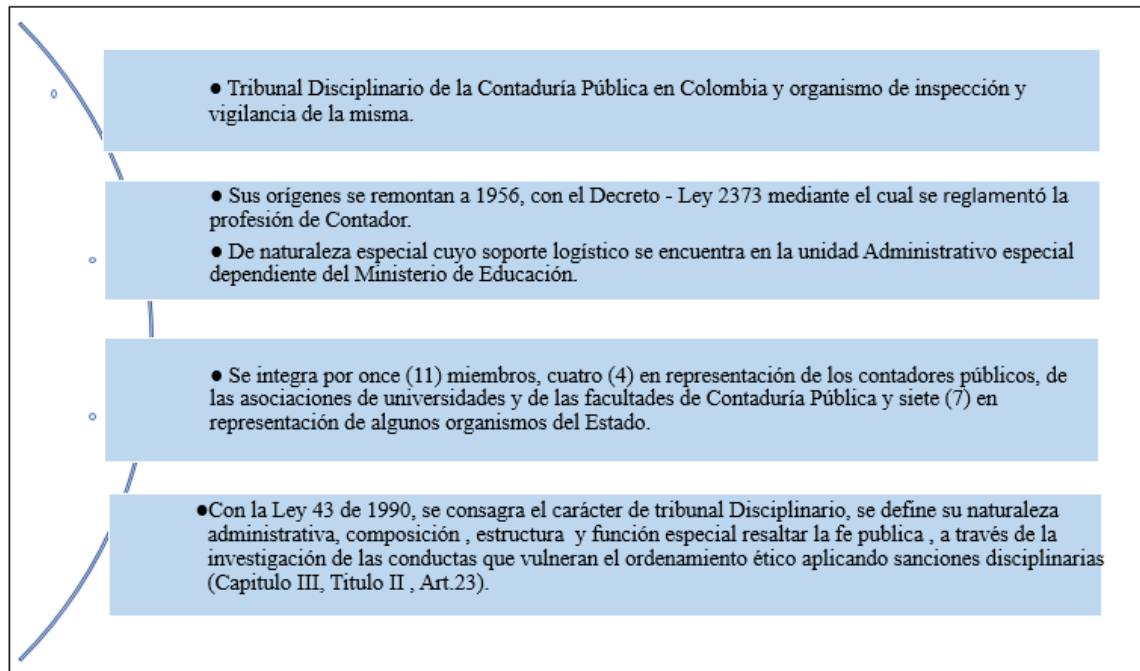 ● Tribunal Disciplinario de la Contaduría Pública en Colombia y organismo de inspección y
vigilancia de la misma.
● Sus orígenes se remontan a 1956, con el Decreto - Ley 2373 mediante el cual se reglamentó la
profesión de Contador.
● De naturaleza especial cuyo soporte logístico se encuentra en la unidad Administrativo especial
dependiente del Ministerio de Educación.
● Se integra por once (11) miembros, cuatro (4) en representación de los contadores públicos, de
las asociaciones de universidades y de las facultades de Contaduría Pública y siete (7) en
representación de algunos organismos del Estado.
●Con la Ley 43 de 1990, se consagra el carácter de tribunal Disciplinario, se define su naturaleza
administrativa, composición , estructura y función especial resaltar la fe publica , a través de la
investigación de las conductas que vulneran el ordenamiento ético aplicando sanciones disciplinarias
(Capitulo III, Titulo II , Art.23).